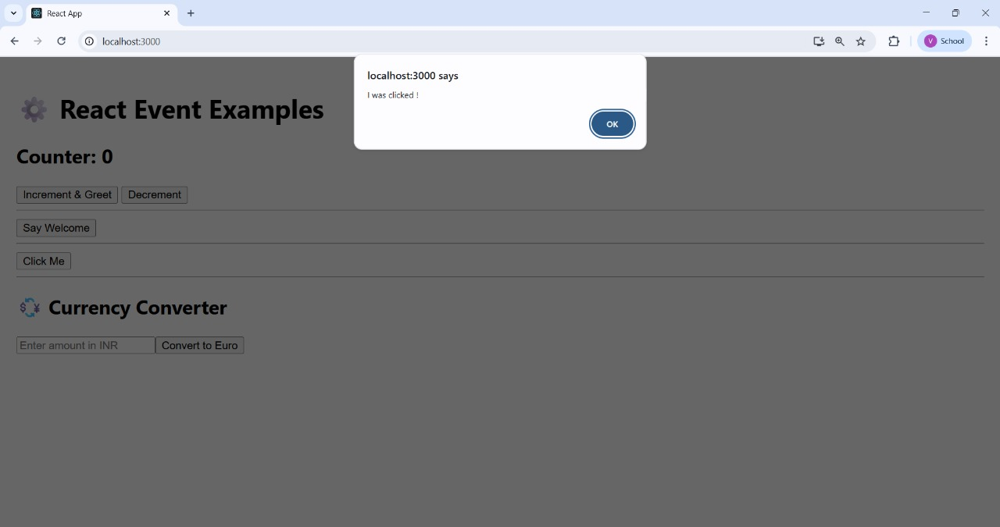 React App
localhost:3000
School
localhost:3000 says
I was clicked !
OK
React Event Examples
Counter: 0
Increment & Greet Decrement
Say Welcome
Click Me
$ ¥ Currency Converter
Enter amount in INR Convert to Euro